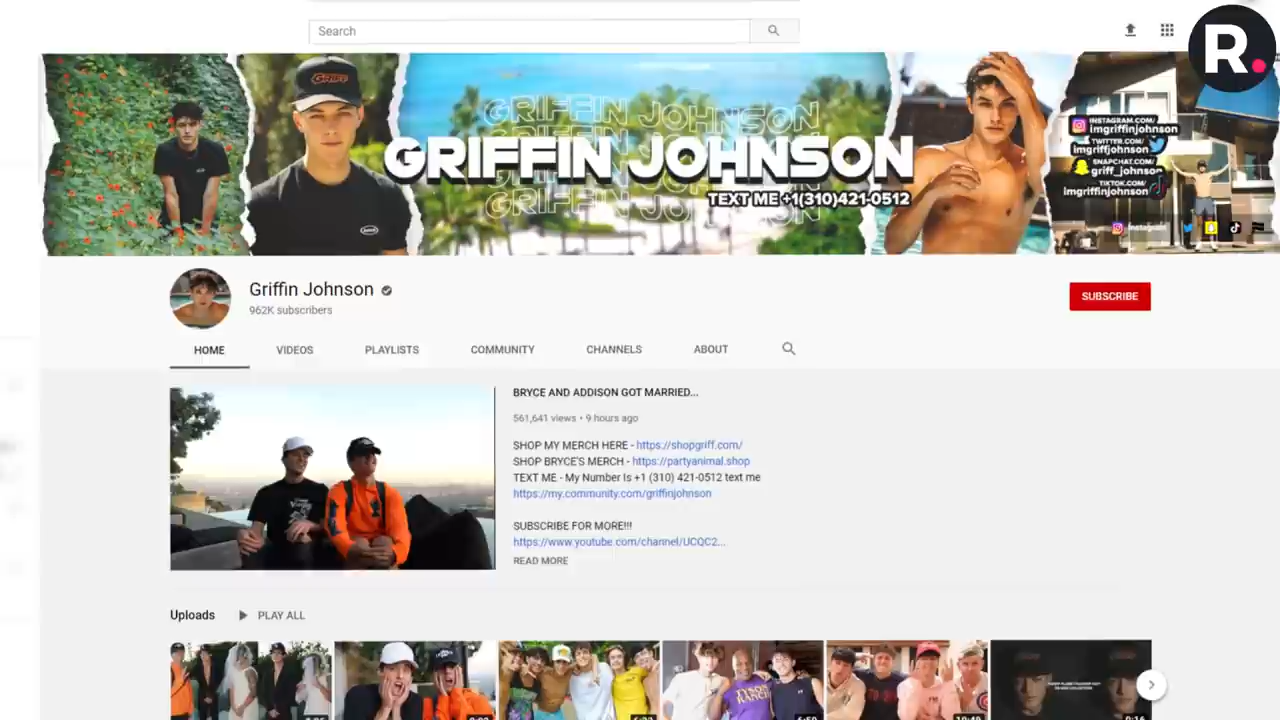 Search
R.
GRIFF
GRIFFIN JOHNSON
GRIFFIN JOHNSON
TEXT ME +1(310)421-0512
INSTAGRAM.COM/
imgriffinjohnson
TWITTER.COM/
imgriffjohnson
SNAPCHAT.COM/
griff_johnson
TIKTOK.COM/
imgriffinjohnson
Griffin Johnson
962K subscribers
SUBSCRIBE
HOME VIDEOS PLAYLISTS COMMUNITY CHANNELS ABOUT
BRYCE AND ADDISON GOT MARRIED...
561,641 views • 9 hours ago
SHOP MY MERCH HERE - https://shopgriff.com/
SHOP BRYCE'S MERCH - https://partyanimal.shop
TEXT ME - My Number Is +1 (310) 421-0512 text me
https://my.community.com/griffinjohnson
SUBSCRIBE FOR MORE!!!
https://www.youtube.com/channel/UCQC2...
READ MORE
Uploads PLAY ALL